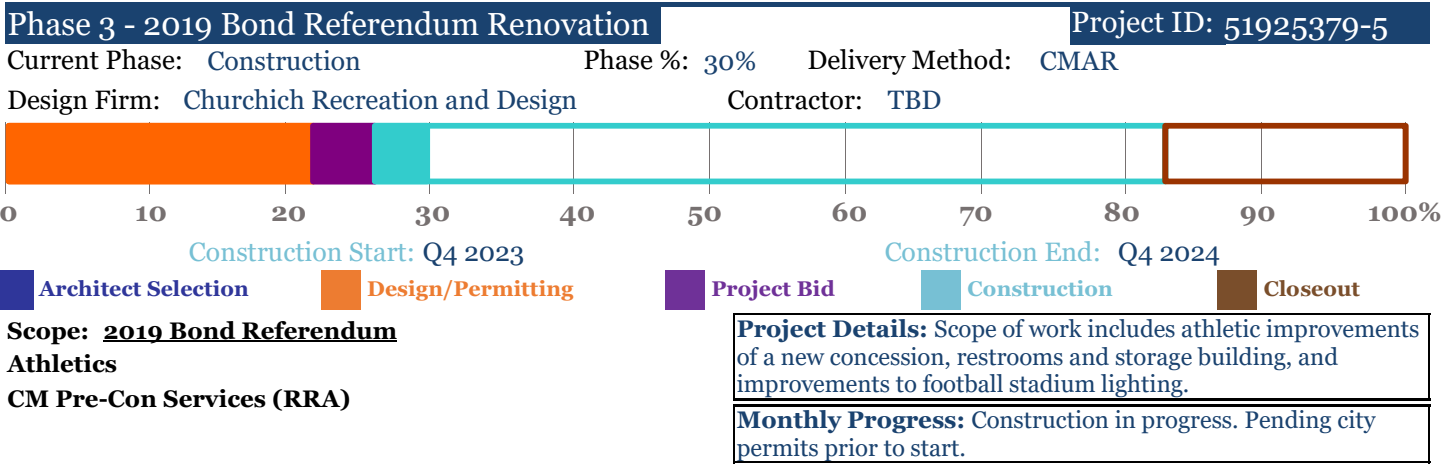 Phase 3 - 2019 Bond Referendum Renovation Project ID: 51925379-5
Current Phase: Construction Phase %: 30% Delivery Method: CMAR
Design Firm: Churchich Recreation and Design Contractor: TBD
0 10 20 30 40 50 60 70 80 90 100%
Construction Start: Q4 2023 Construction End: Q4 2024
Architect Selection Design/Permitting Project Bid Construction Closeout
Scope: 2019 Bond Referendum
Athletics
CM Pre-Con Services (RRA)
Project Details: Scope of work includes athletic improvements
of a new concession, restrooms and storage building, and
improvements to football stadium lighting.
Monthly Progress: Construction in progress. Pending city
permits prior to start.